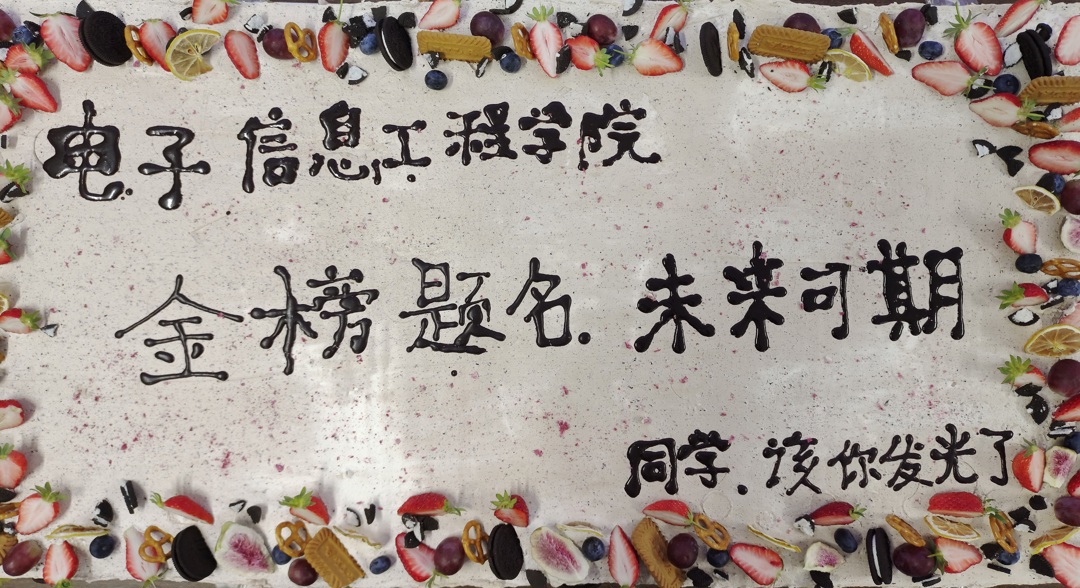 电子信息工程学院
金榜题名.未来可期
同学.该你发光了